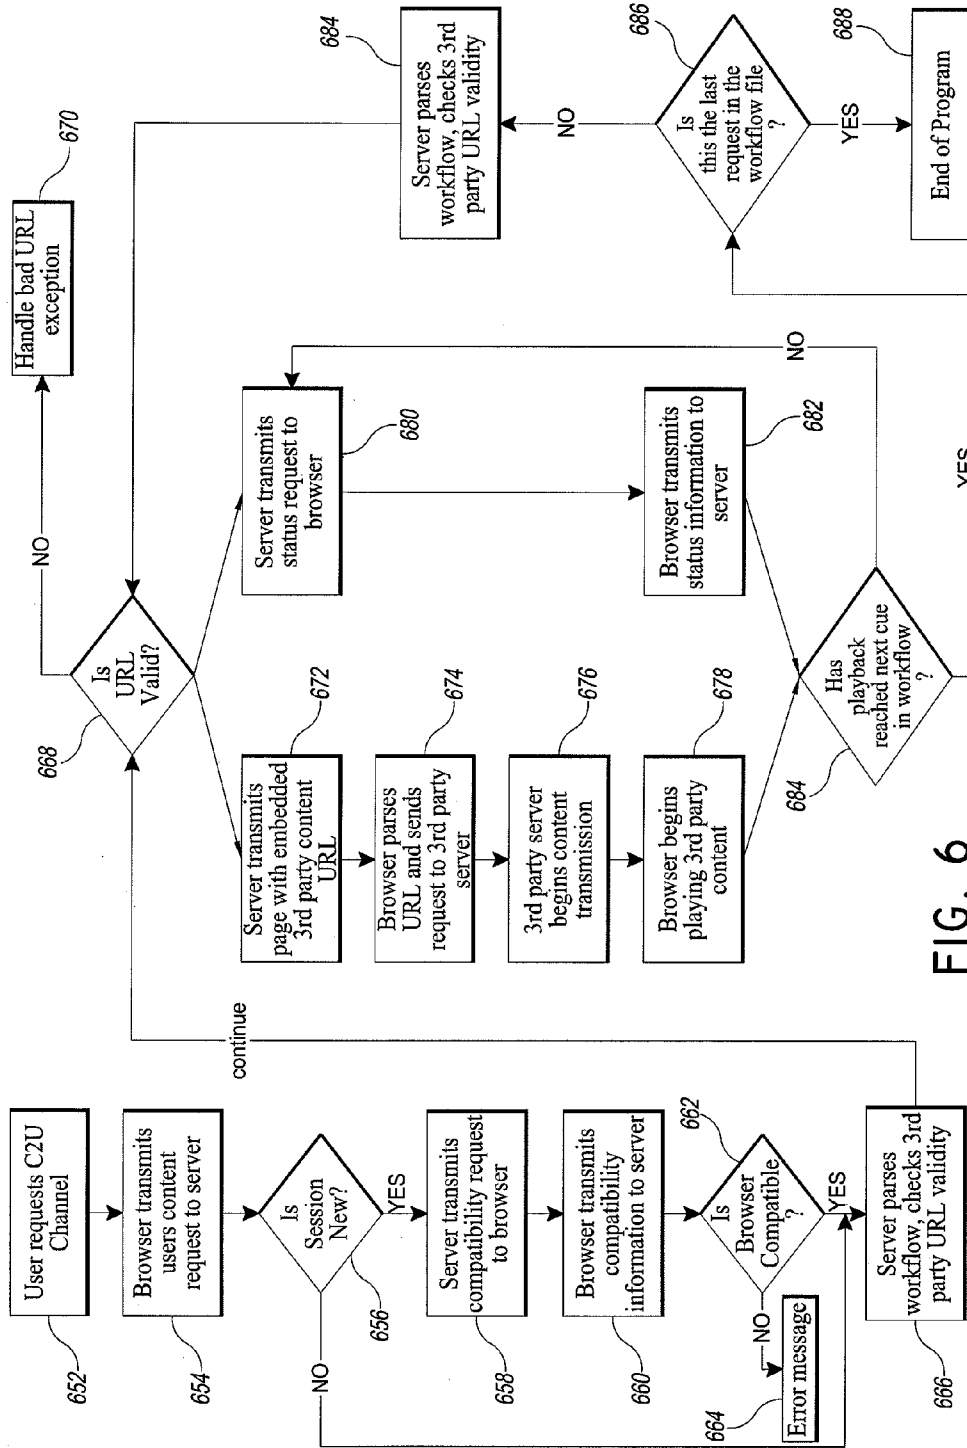 652
User requests C2U
Channel
654
Browser transmits
users content
request to server
Is
Session
New?
656
NO
YES
658
Server transmits
compatibility request
to browser
660
Browser transmits
compatibility
information to server
662
Is
Browser
Compatible
?
NO
YES
664
Error message
666
Server parses
workflow, checks 3rd
party URL validity
continue
668
Is
URL
Valid?
NO
670
Handle bad URL
exception
672
Server transmits
page with embedded
3rd party content
URL
674
Browser parses
URL and sends
request to 3rd party
server
676
3rd party server
begins content
transmission
678
Browser begins
playing 3rd party
content
680
Server transmits
status request to
browser
682
Browser transmits
status information to
server
684
Has
playback
reached next cue
in workflow
?
NO
YES
684
Server parses
workflow, checks 3rd
party URL validity
686
Is
this the last
request in the
workflow file
?
NO
YES
688
End of Program
FIG. 6